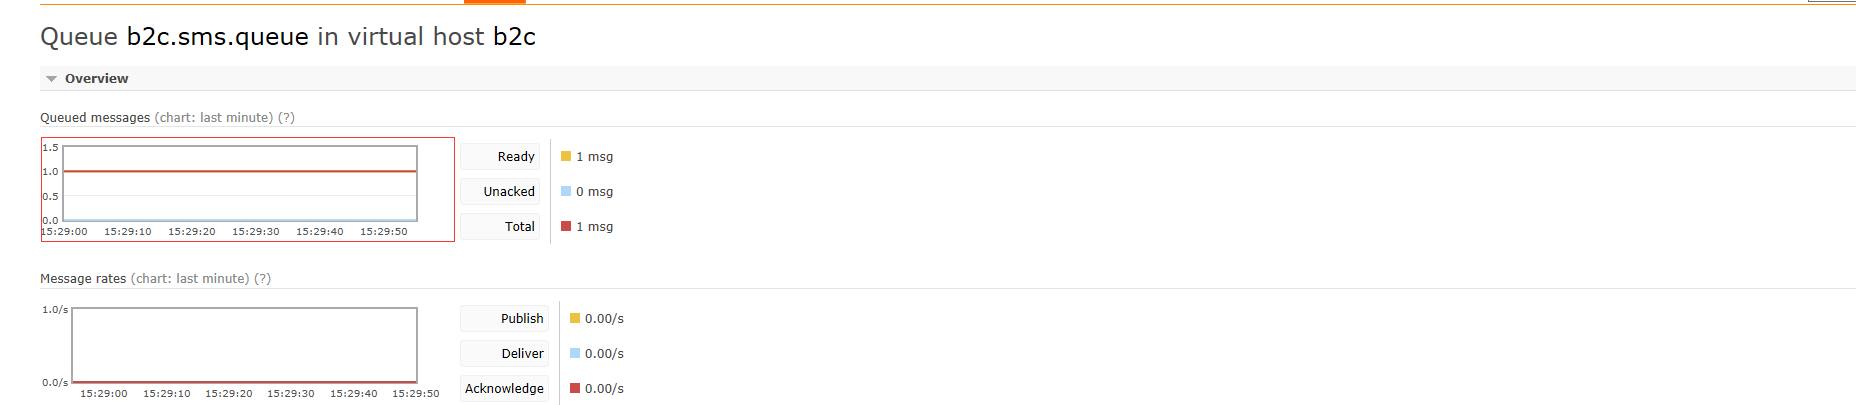 Queue b2c.sms.queue in virtual host b2c
Overview
Queued messages (chart: last minute) (?)
1.5
1.0
0.5
0.0
15:29:00 15:29:10 15:29:20 15:29:30 15:29:40 15:29:50
Ready 1 msg
Unacked 0 msg
Total 1 msg
Message rates (chart: last minute) (?)
1.0/s
0.0/s
15:29:00 15:29:10 15:29:20 15:29:30 15:29:40 15:29:50
Publish 0.00/s
Deliver 0.00/s
Acknowledge 0.00/s